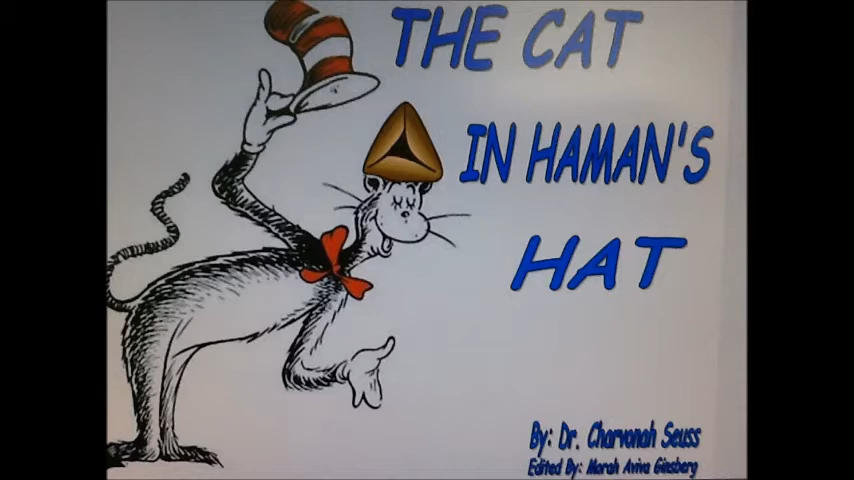 THE CAT
IN HAMAN'S
HAT
By: Dr. Charvonah Seuss
Edited By: Morah Aviva Ginsberg